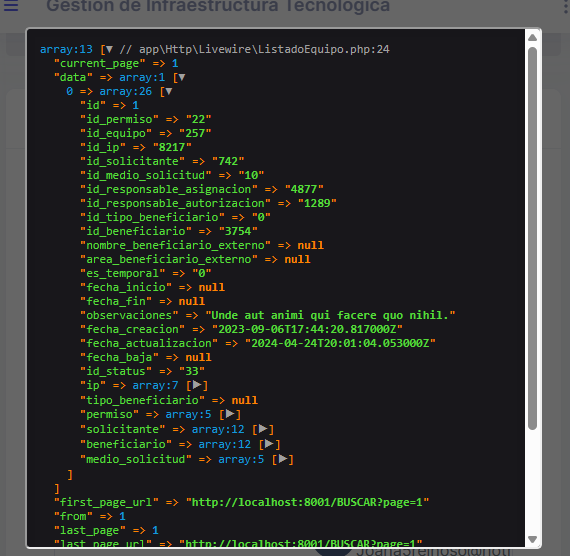 Gestión de Infraestructura Tecnológica
array:13 [▼ // app\Http\Livewire\ListadoEquipo.php:24
"current_page" => 1
"data" => array:1 [▼
0 => array:26 [▼
"id" => 1
"id_permiso" => "22"
"id_equipo" => "257"
"id_ip" => "8217"
"id_solicitante" => "742"
"id_medio_solicitud" => "10"
"id_responsable_asignacion" => "4877"
"id_responsable_autorizacion" => "1289"
"id_tipo_beneficiario" => "0"
"id_beneficiario" => "3754"
"nombre_beneficiario_externo" => null
"area_beneficiario_externo" => null
"es_temporal" => "0"
"fecha_inicio" => null
"fecha_fin" => null
"observaciones" => "Unde aut animi qui facere quo nihil."
"fecha_creacion" => "2023-09-06T17:44:20.817000Z"
"fecha_actualizacion" => "2024-04-24T20:01:04.053000Z"
"fecha_baja" => null
"id_status" => "33"
"ip" => array:7 [▶]
"tipo_beneficiario" => null
"permiso" => array:5 [▶]
"solicitante" => array:12 [▶]
"beneficiario" => array:12 [▶]
"medio_solicitud" => array:5 [▶]
]
]
"first_page_url" => "http://localhost:8001/BUSCAR?page=1"
"from" => 1
"last_page" => 1
"last_page_url" => "http://localhost:8001/BUSCAR?page=1"